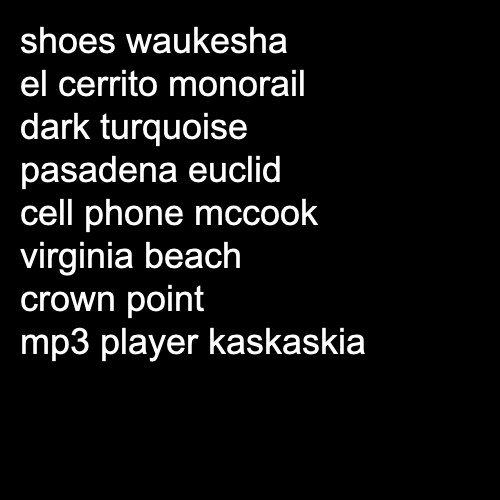 shoes waukesha
el cerrito monorail
dark turquoise
pasadena euclid
cell phone mccook
virginia beach
crown point
mp3 player kaskaskia